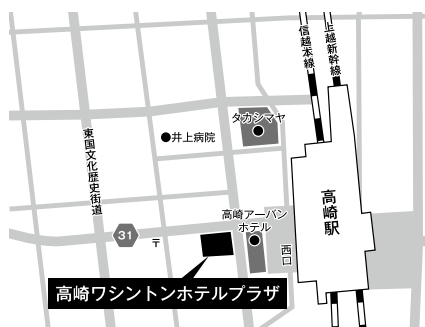 信越本線
上越新幹線
タカシマヤ
井上病院
東国文化歴史街道
高崎駅
高崎アーバン
ホテル
31
〒
西口
高崎ワシントンホテルプラザ